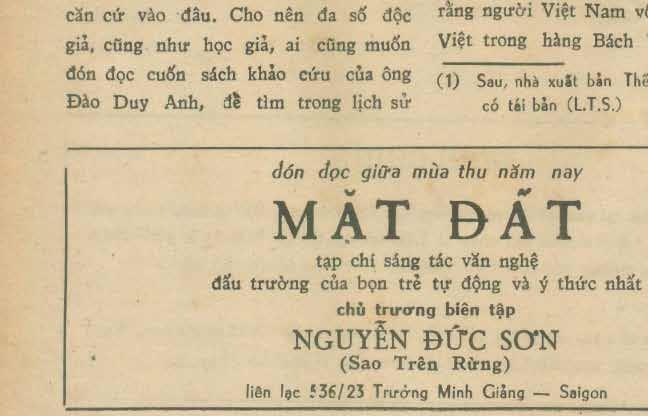 căn cứ vào đâu. Cho nên đa số độc
giả, cũng như học giả, ai cũng muốn
đón đọc cuốn sách khảo cứu của ông
Đào Duy Anh, để tìm trong lịch sử
rằng người Việt Nam
Việt trong hàng Bách
(1) Sau, nhà xuất bản
có tái bản (L.T.S.)
đón đọc giữa mùa thu năm nay
MẶT ĐẤT
tạp chí sáng tác văn nghệ
đấu trường của bọn trẻ tự động và ý thức nhất
chủ trương biên tập
NGUYỄN ĐỨC SƠN
(Sao Trên Rừng)
liên lạc 536/23 Trương Minh Giảng — Saigon